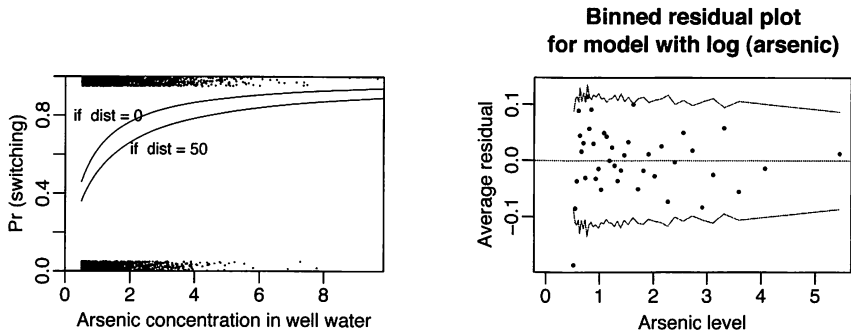 Pr (switching)
0.0
0.4
0.8
if dist = 0
if dist = 50
0
2
4
6
8
Arsenic concentration in well water
Binned residual plot
for model with log (arsenic)
Average residual
0.1
0.0
−0.1
0
1
2
3
4
5
Arsenic level